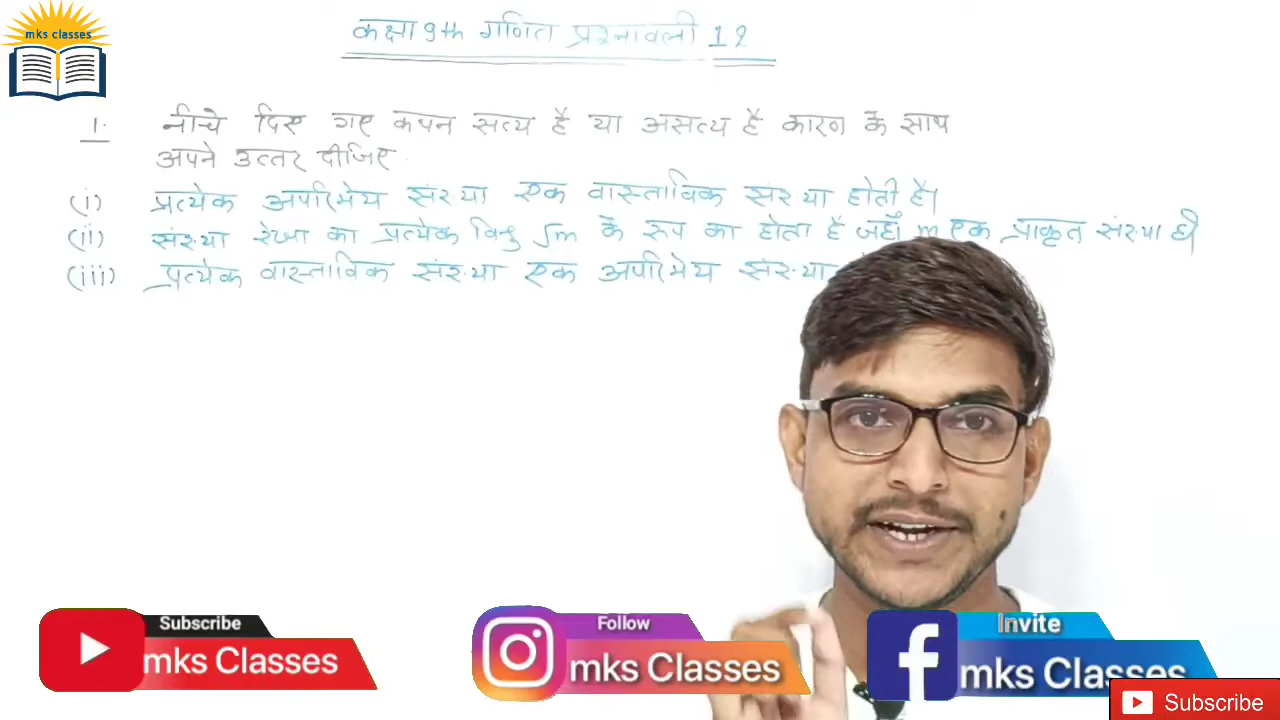 mks classes
कक्षा 9th गणित प्रश्नावली 1.2
1. नीचे दिए गए कथन सत्य है या असत्य है कारण के साथ
अपने उत्तर दीजिए
(i) प्रत्येक अपरिमेय संख्या एक वास्तविक संख्या होती है।
(ii) संख्या रेखा का प्रत्येक बिन्दु √m के रूप का होता है जहाँ m एक प्राकृत संख्या हो
(iii) प्रत्येक वास्तविक संख्या एक अपरिमेय संख्या
Subscribe
mks Classes
Follow
mks Classes
Invite
mks Classes
Subscribe